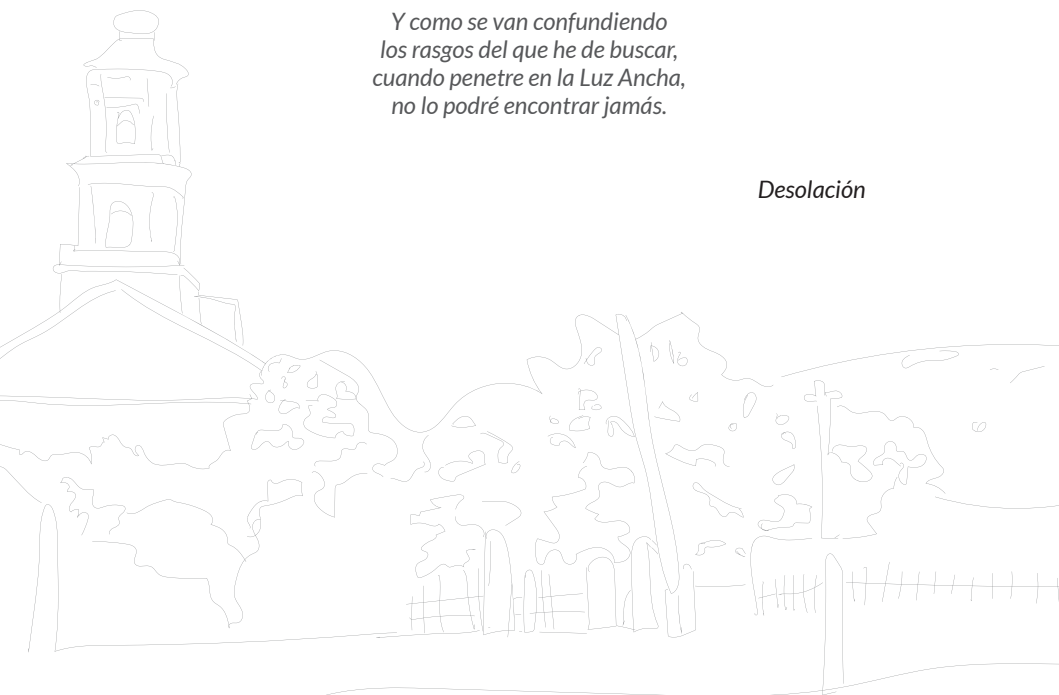 Y como se van confundiendo
los rasgos del que he de buscar,
cuando penetre en la Luz Ancha,
no lo podré encontrar jamás.
Desolación